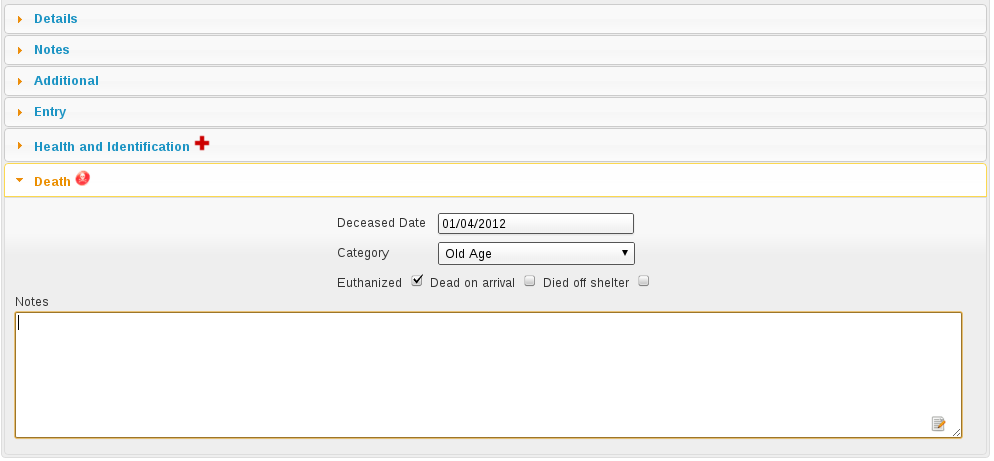 Details
Notes
Additional
Entry
Health and Identification
Death
Deceased Date 01/04/2012
Category Old Age
Euthanized Dead on arrival Died off shelter
Notes